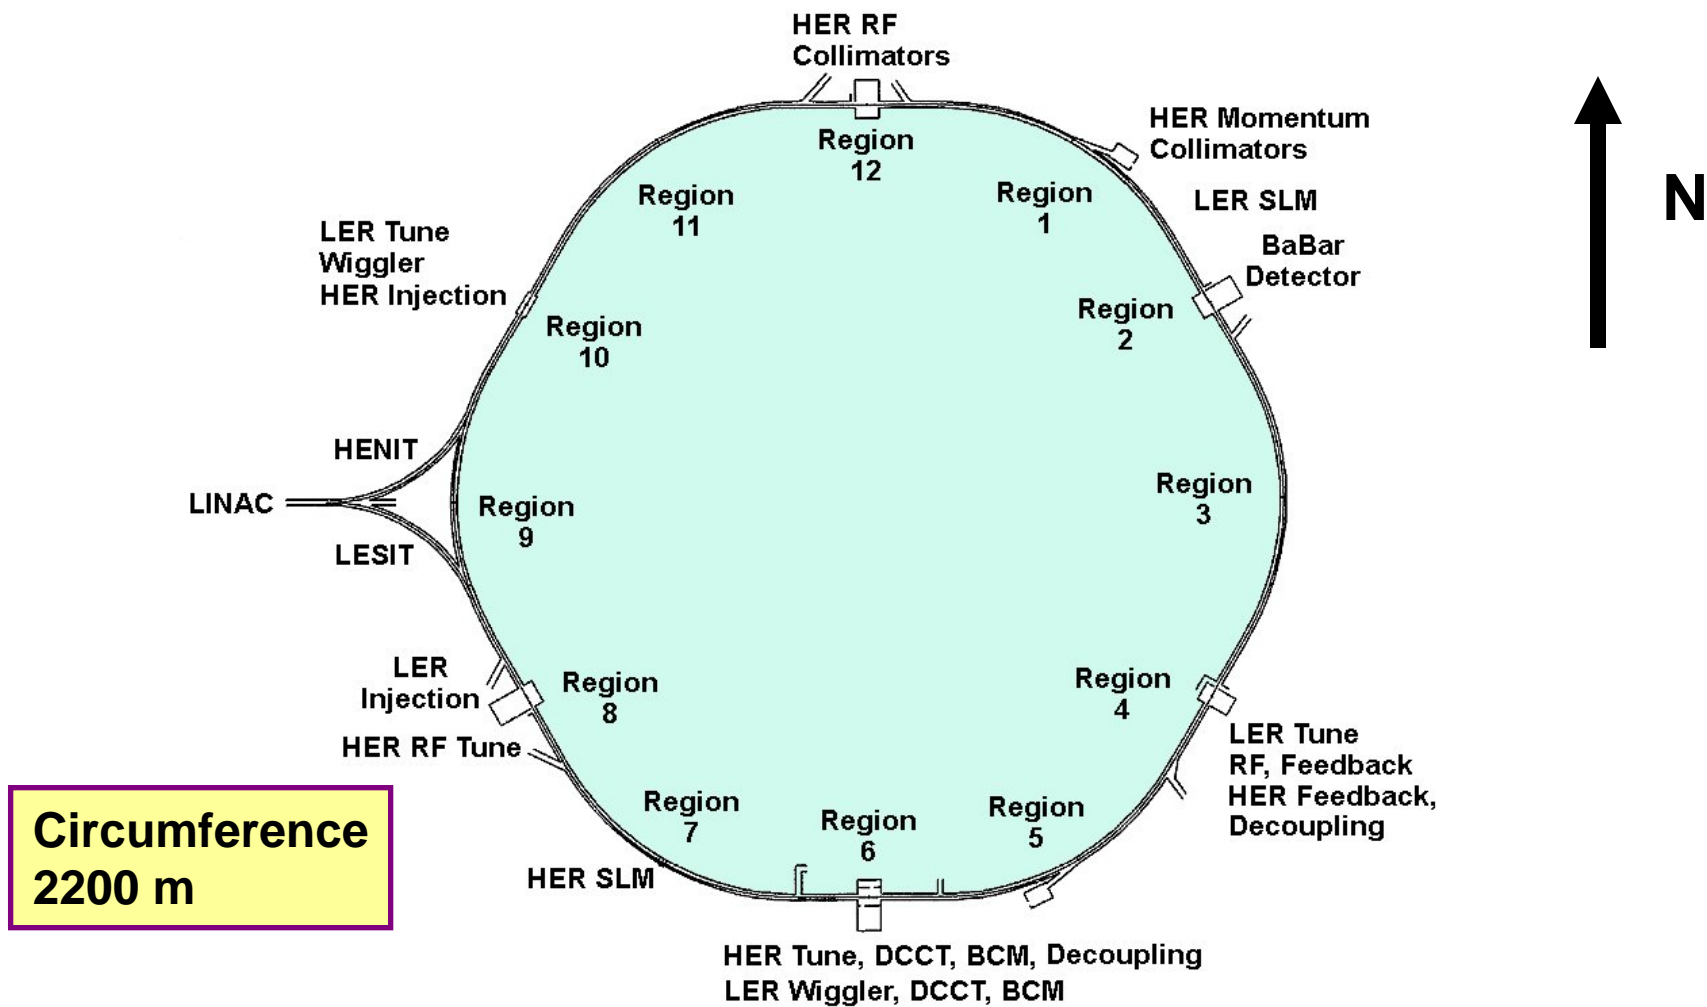 HER RF
Collimators
HER Momentum
Collimators
N
Region
12
Region
11
Region
1
LER SLM
LER Tune
Wiggler
HER Injection
BaBar
Detector
Region
10
Region
2
HENIT
LINAC
LESIT
Region
9
Region
3
LER
Injection
Region
8
Region
4
HER RF Tune
LER Tune
RF, Feedback
HER Feedback,
Decoupling
Circumference
2200 m
Region
7
Region
6
Region
5
HER SLM
HER Tune, DCCT, BCM, Decoupling
LER Wiggler, DCCT, BCM